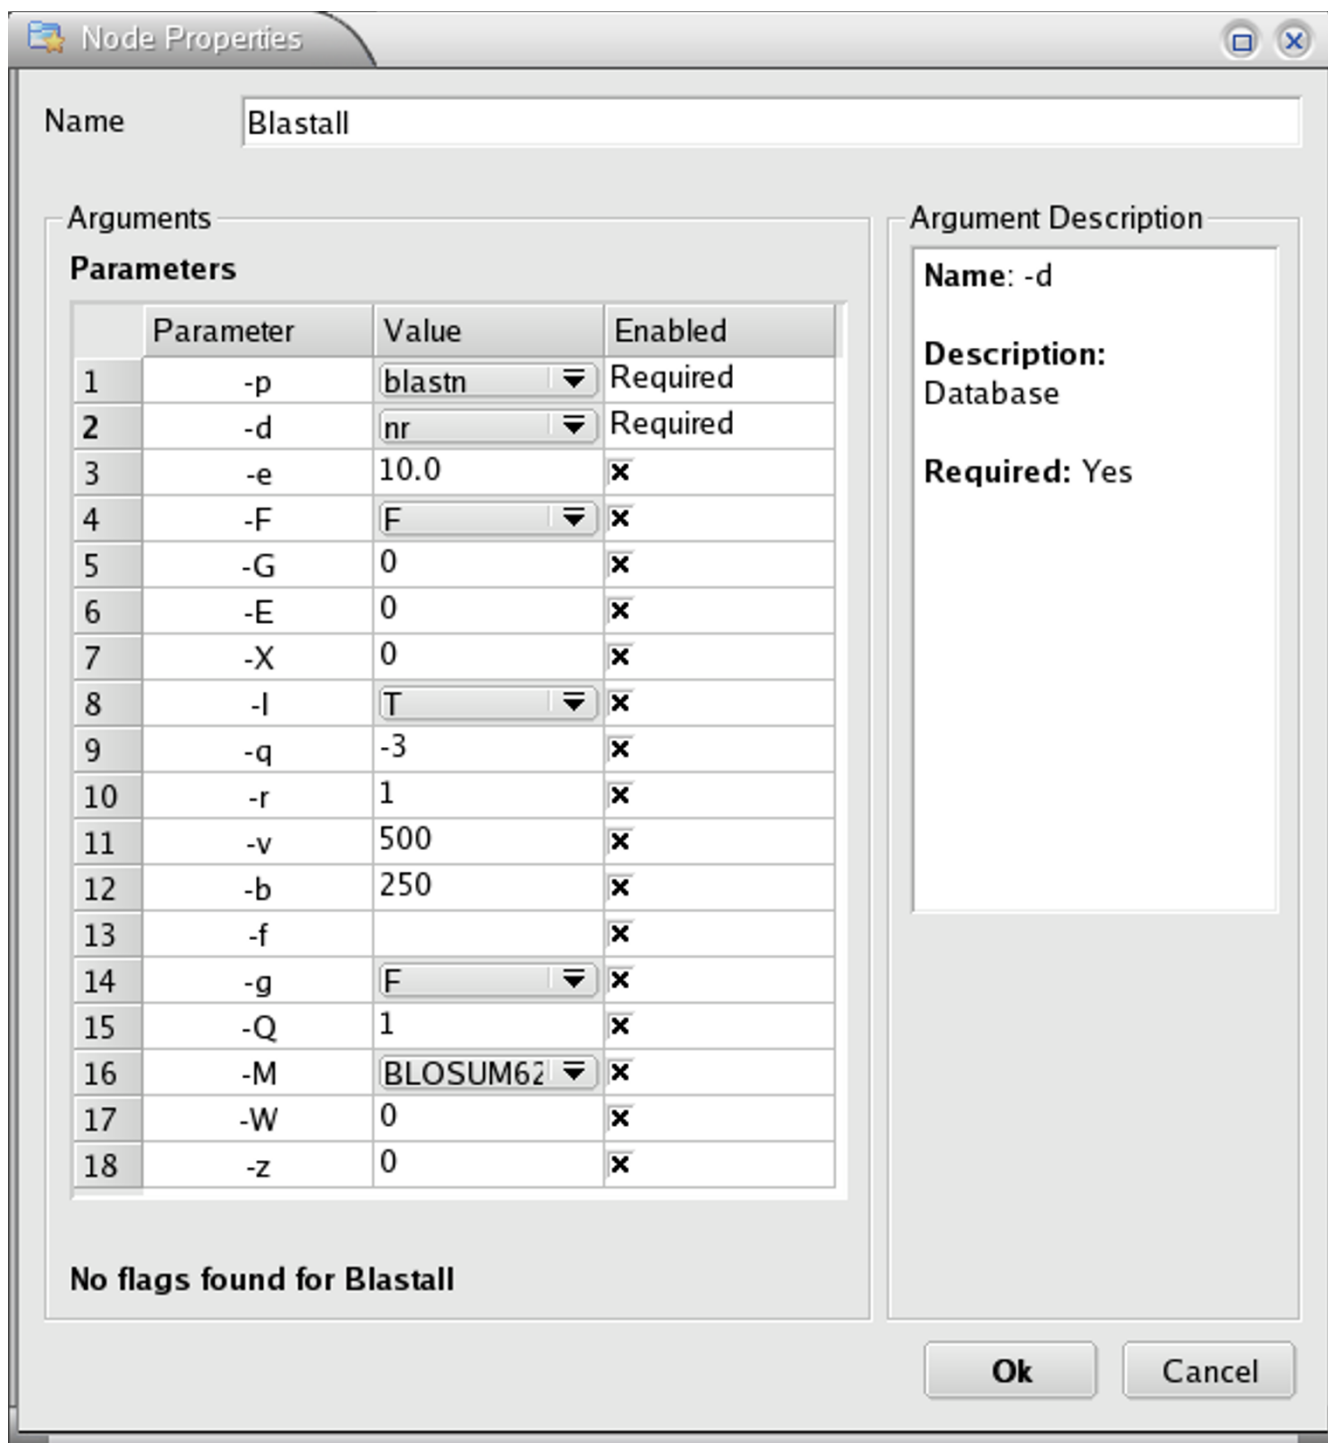 Node Properties
Name Blastall
Arguments
Parameters
Parameter Value Enabled
1 -p blastn Required
2 -d nr Required
3 -e 10.0
4 -F F
5 -G 0
6 -E 0
7 -X 0
8 -I T
9 -q -3
10 -r 1
11 -v 500
12 -b 250
13 -f
14 -g F
15 -Q 1
16 -M BLOSUM62
17 -W 0
18 -z 0
No flags found for Blastall
Argument Description
Name: -d
Description:
Database
Required: Yes
Ok Cancel